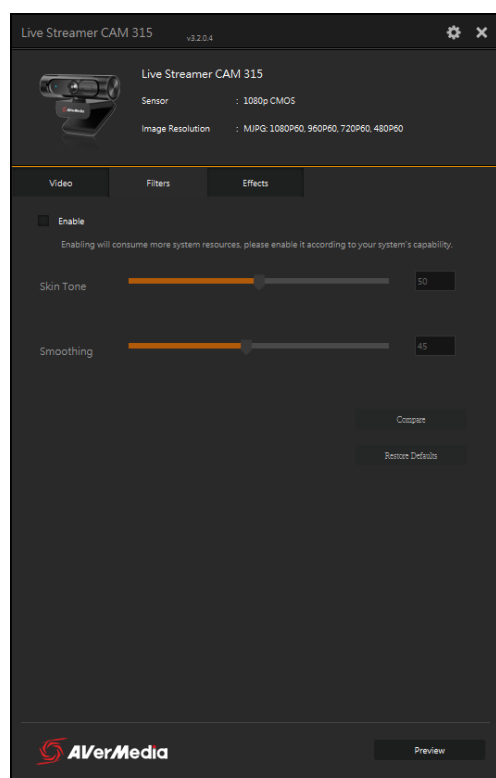 Live Streamer CAM 315 v3.2.0.4
Live Streamer CAM 315
Sensor : 1080p CMOS
Image Resolution : MJPG: 1080P60, 960P60, 720P60, 480P60
AVerMedia
Video Filters Effects
Enable
Enabling will consume more system resources, please enable it according to your system's capability.
Skin Tone 50
Smoothing 45
Compare
Restore Defaults
AVerMedia
Preview